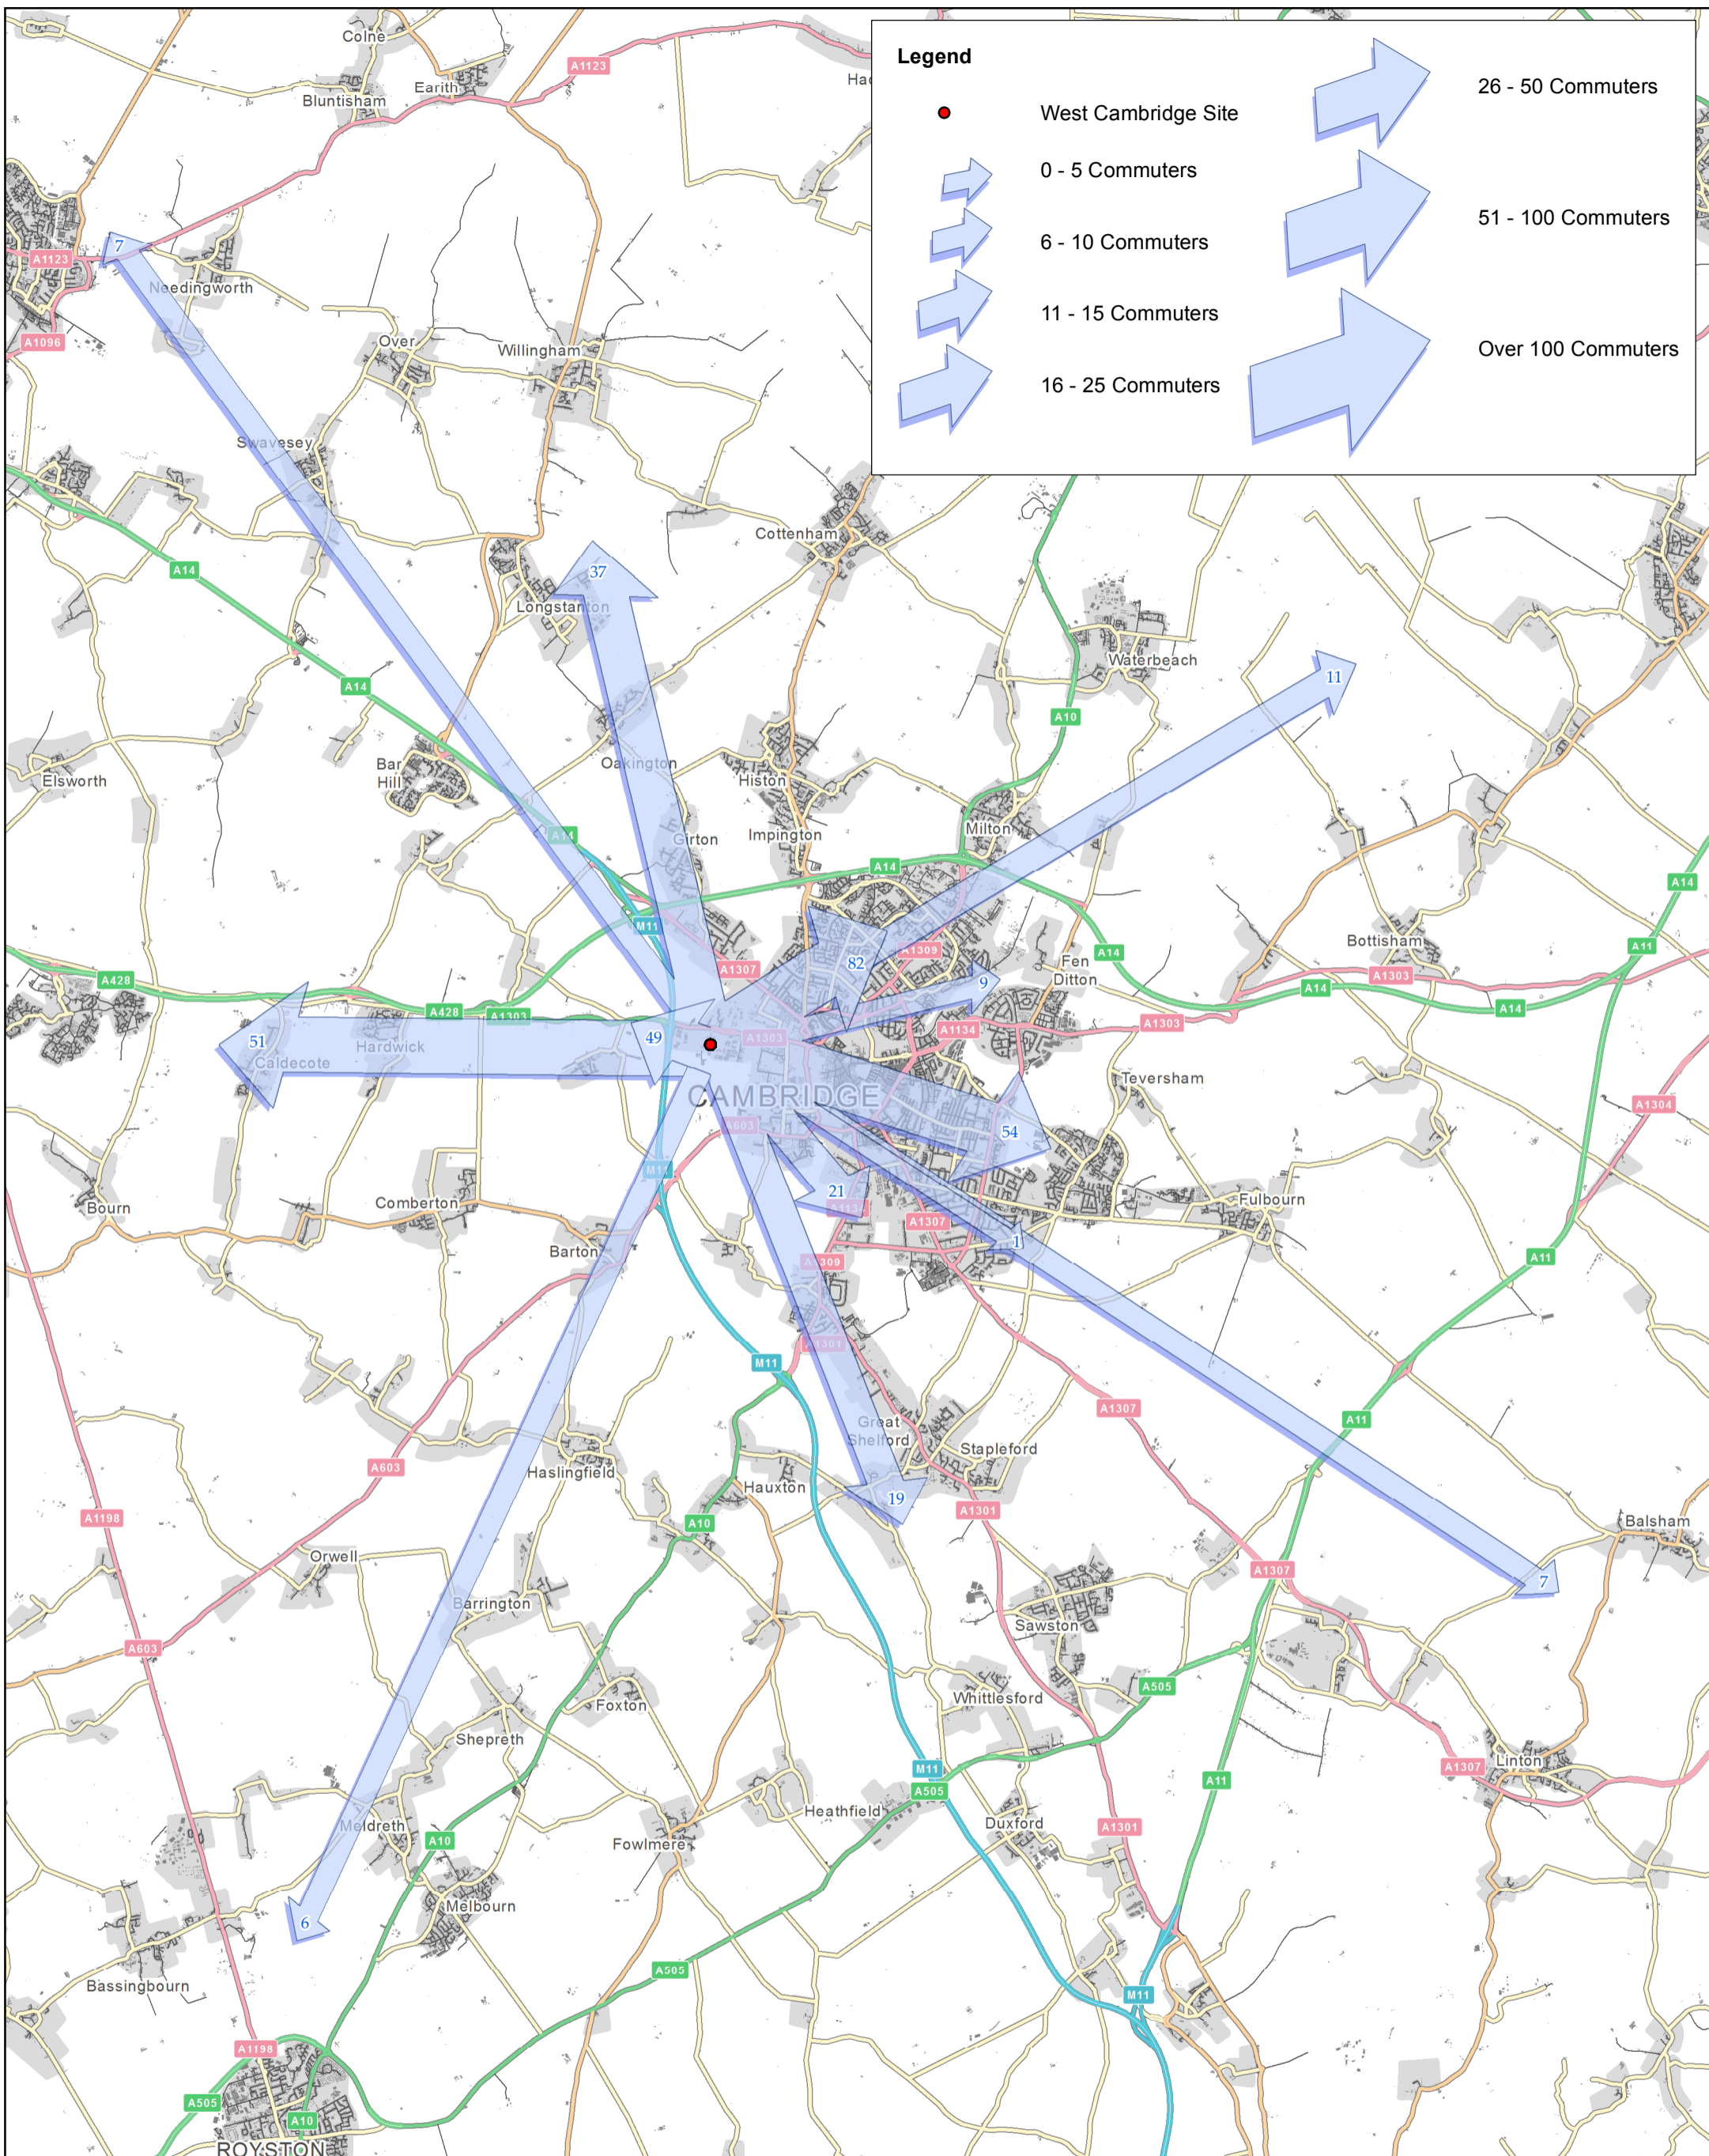 Legend
West Cambridge Site
0 - 5 Commuters
6 - 10 Commuters
11 - 15 Commuters
16 - 25 Commuters
26 - 50 Commuters
51 - 100 Commuters
Over 100 Commuters
Colne
A1123
Earith
Bluntisham
7
A1123
Needingworth
A1096
Over
Willingham
Swavesey
Cottenham
A14
37
Longstanton
Waterbeach
11
A14
A10
Bar
Hill
Oakington
Histon
Elsworth
Impington
Milton
Girton
A14
A14
A14
M11
A1309
Bottisham
A11
82
A14
Fen
Ditton
A1307
9
A1303
A428
A14
A14
A428
A1303
A1303
A1134
49
A1303
51
Hardwick
Caldecote
Teversham
CAMBRIDGE
A1304
A603
54
M11
21
Comberton
Fulbourn
Bourn
A1307
Barton
1
A11
A1309
A1301
M11
A1307
A11
Great
Shelford
Stapleford
A603
Haslingfield
Hauxton
19
A1198
A10
A1301
Balsham
Orwell
A1307
7
Barrington
Sawston
A603
A505
Whittlesford
Foxton
Shepreth
Linton
M11
A1307
A11
A505
Heathfield
Duxford
Meldreth
A10
A1301
Fowlmere
Melbourn
6
A505
Bassingbourn
M11
A1198
A505
A10
ROYSTON